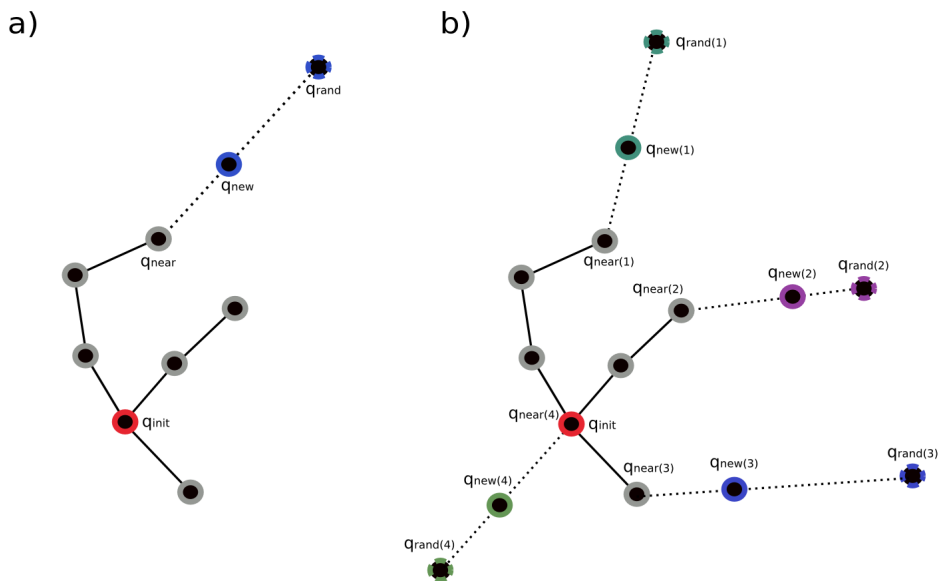 a)
qrand
qnew
qnear
qinit
b)
qrand(1)
qnew(1)
qnear(1)
qnear(2)
qnew(2)
qrand(2)
qnear(4)
qinit
qnear(3)
qnew(3)
qrand(3)
qnew(4)
qrand(4)